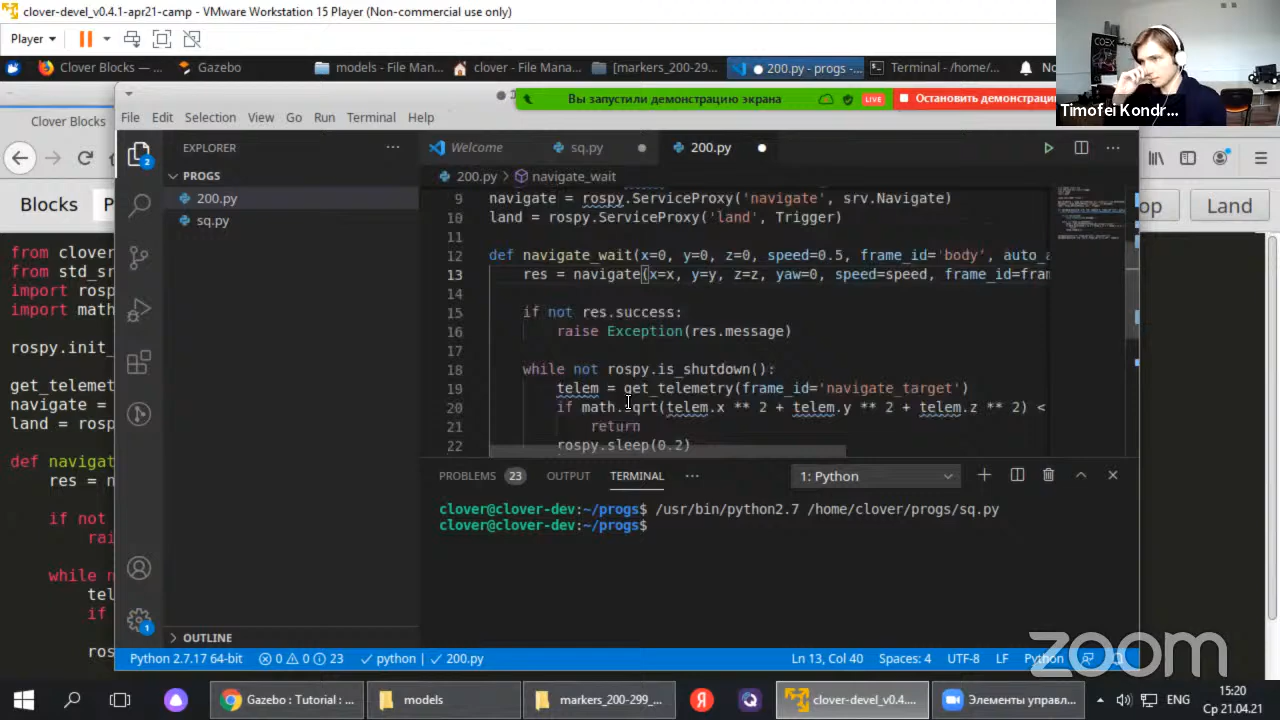 clover-devel_v0.4.1-apr21-camp - VMware Workstation 15 Player (Non-commercial use only)
Player
Clover Blocks — ...
Gazebo
models - File Man...
clover - File Mana...
[markers_200-299...
200.py - progs -...
Terminal - /home/...
COEX
Timofei Kondr...
Вы запустили демонстрацию экрана
LIVE
Остановить демонстраци
File Edit Selection View Go Run Terminal Help
Clover Blocks
EXPLORER
Welcome
sq.py
200.py
PROGS
200.py
sq.py
200.py > navigate_wait
Blocks
Land
9 navigate = rospy.ServiceProxy('navigate', srv.Navigate)
10 land = rospy.ServiceProxy('land', Trigger)
11
12 def navigate_wait(x=0, y=0, z=0, speed=0.5, frame_id='body', auto_a
13 res = navigate(x=x, y=y, z=z, yaw=0, speed=speed, frame_id=fram
14
15 if not res.success:
16 raise Exception(res.message)
17
18 while not rospy.is_shutdown():
19 telem = get_telemetry(frame_id='navigate_target')
20 if math.sqrt(telem.x ** 2 + telem.y ** 2 + telem.z ** 2) <
21 return
22 rospy.sleep(0.2)
from clover
from std_sr
import rosp
import math
rospy.init_
get_telemet
navigate =
land = rosp
def navigat
res = n
if not
rai
while n
tel
if
ros
PROBLEMS 23 OUTPUT TERMINAL ... 1: Python
clover@clover-dev:~/progs$ /usr/bin/python2.7 /home/clover/progs/sq.py
clover@clover-dev:~/progs$
2
1
OUTLINE
Python 2.7.17 64-bit 0 0 23 python | 200.py Ln 13, Col 40 Spaces: 4 UTF-8 LF Python
zoom
Gazebo : Tutorial : ...
models
markers_200-299_...
Я
Q
clover-devel_v0.4....
Элементы управл...
ENG
15:20
Ср 21.04.21